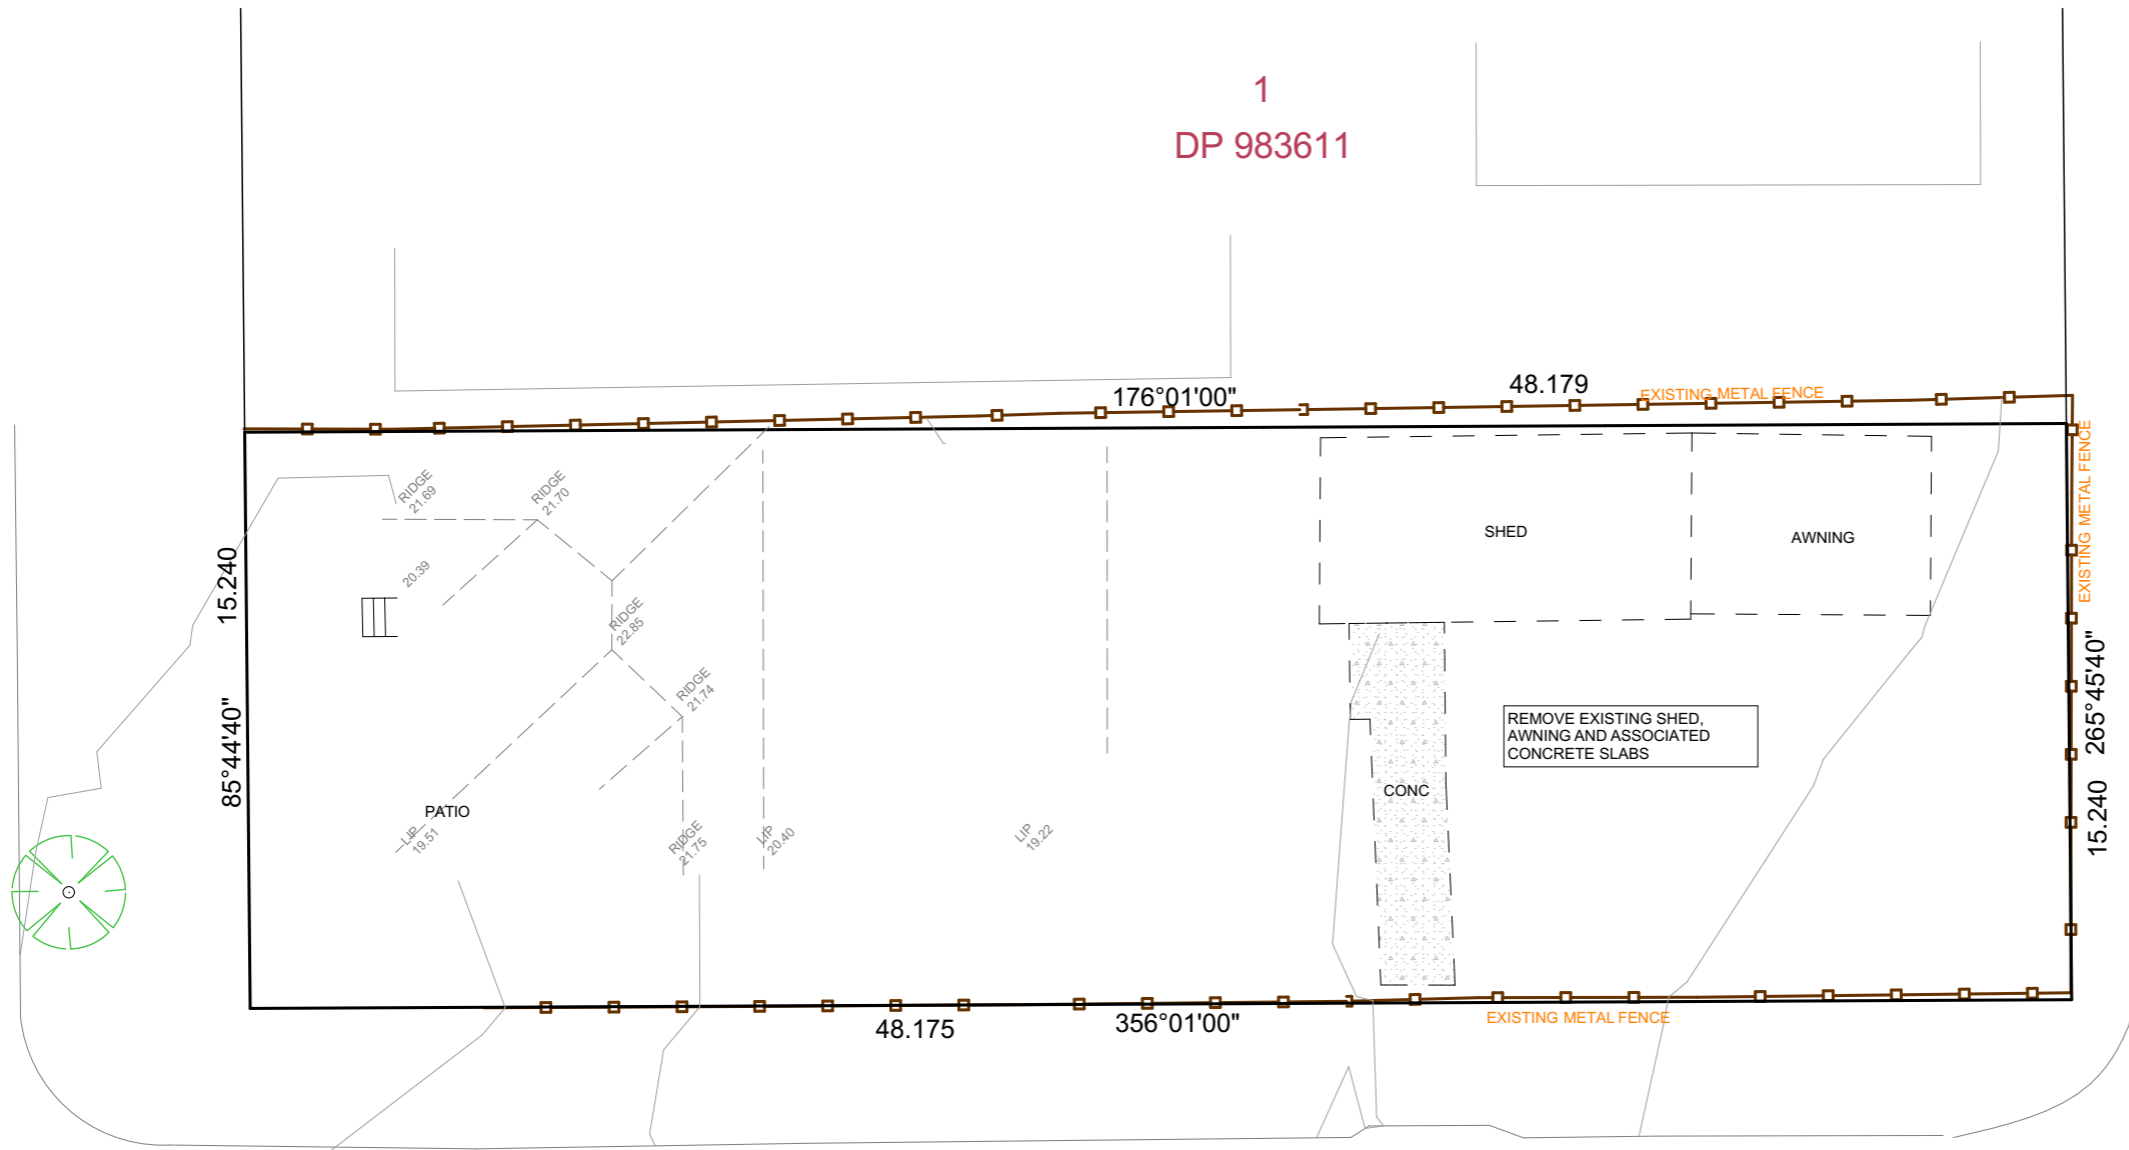 1
DP 983611
176°01'00"
48.179
EXISTING METAL FENCE
EXISTING METAL FENCE
RIDGE
21.69
RIDGE
21.70
SHED
AWNING
20.39
15.240
RIDGE
22.85
RIDGE
21.74
265°45'40"
REMOVE EXISTING SHED,
AWNING AND ASSOCIATED
CONCRETE SLABS
85°44'40"
CONC
PATIO
LIP
19.51
RIDGE
21.75
LIP
20.40
LIP
19.22
15.240
48.175
356°01'00"
EXISTING METAL FENCE